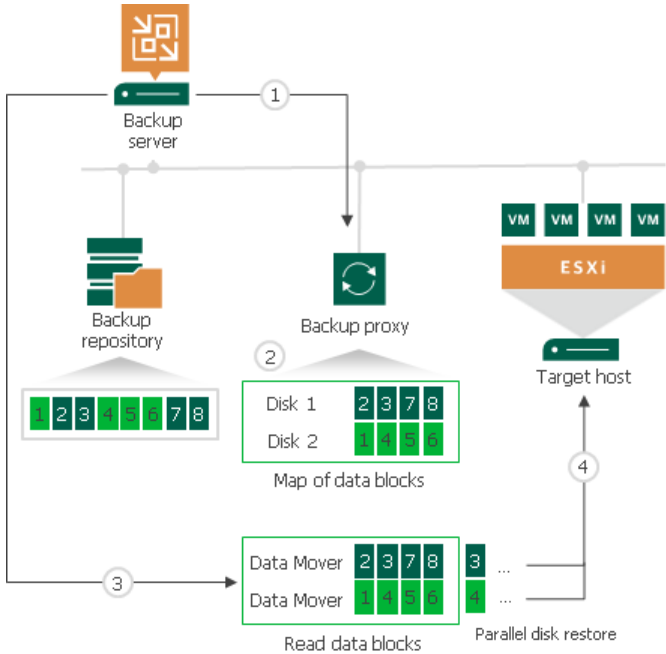 1
Backup
server
VM VM VM VM
ESXi
Backup
repository
Backup proxy
Target host
2
1 2 3 4 5 6 7 8
Disk 1 2 3 7 8
Disk 2 1 4 5 6
Map of data blocks
4
3
Data Mover 2 3 7 8 3 ...
Data Mover 1 4 5 6 4 ...
Read data blocks
Parallel disk restore